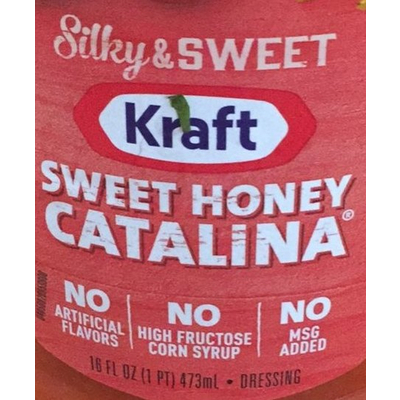 Silky & SWEET
Kraft
SWEET HONEY
CATALINA®
NO ARTIFICIAL FLAVORS
NO HIGH FRUCTOSE CORN SYRUP
NO MSG ADDED
16 FL OZ (1 PT) 473mL • DRESSING